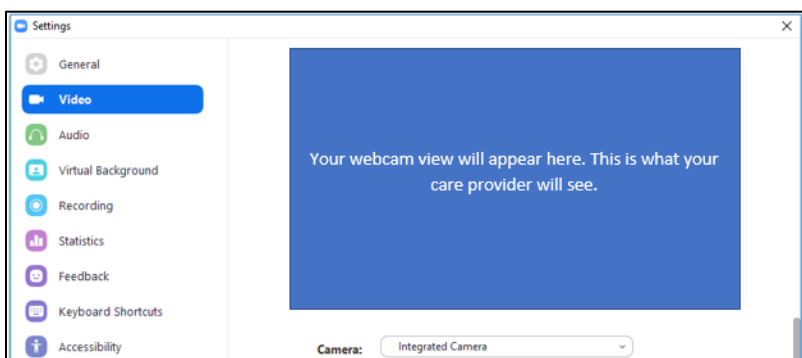 Settings
General
Video
Audio
Virtual Background
Recording
Statistics
Feedback
Keyboard Shortcuts
Accessibility
Your webcam view will appear here. This is what your
care provider will see.
Camera: Integrated Camera